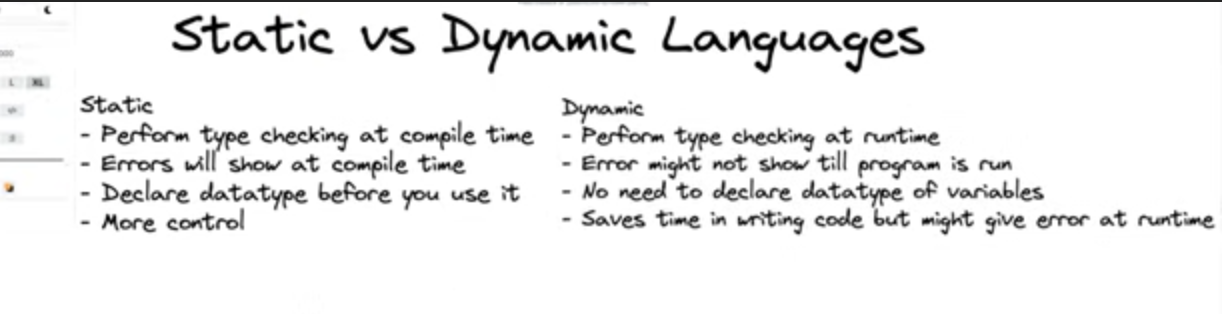 Static vs Dynamic Languages
L XL
Static
- Perform type checking at compile time
- Errors will show at compile time
- Declare datatype before you use it
- More control
Dynamic
- Perform type checking at runtime
- Error might not show till program is run
- No need to declare datatype of variables
- Saves time in writing code but might give error at runtime